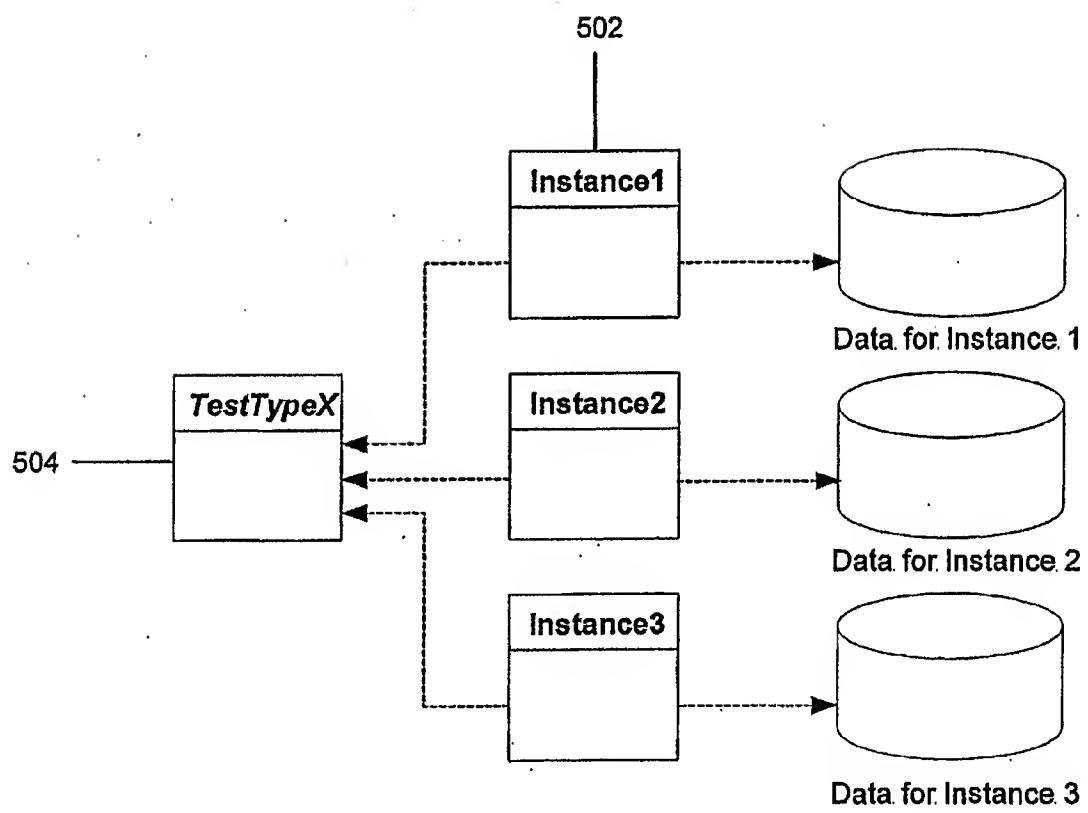 502
Instance1
Data for Instance 1
TestTypeX
Instance2
504
Data for Instance 2
Instance3
Data for Instance 3